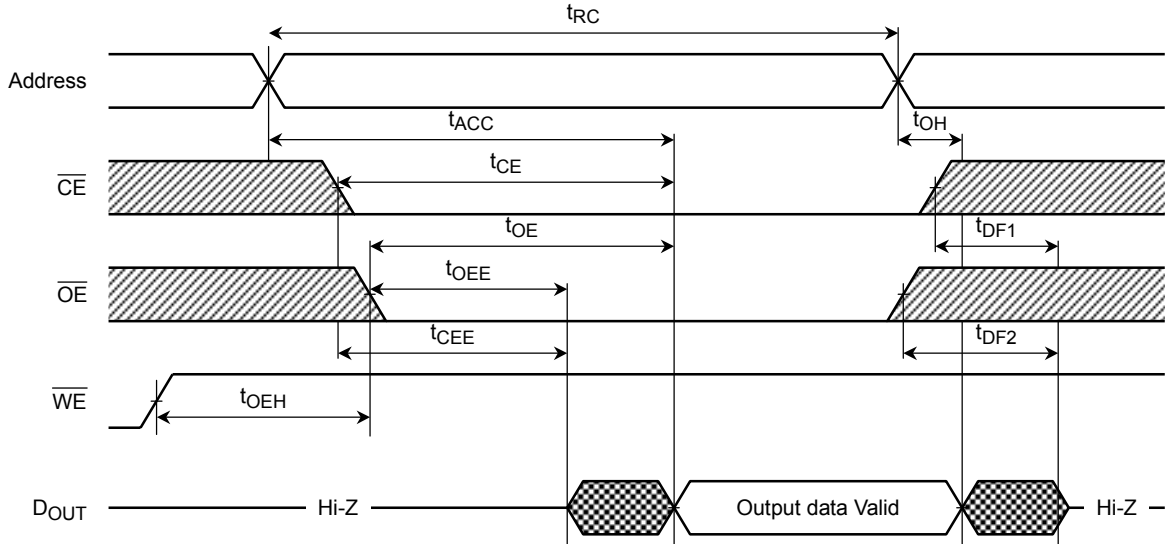 tRC
Address
tACC
tOH
CE
tCE
tOE
tDF1
OE
tOEE
tCEE
tDF2
WE
tOEH
DOUT
Hi-Z
Output data Valid
Hi-Z